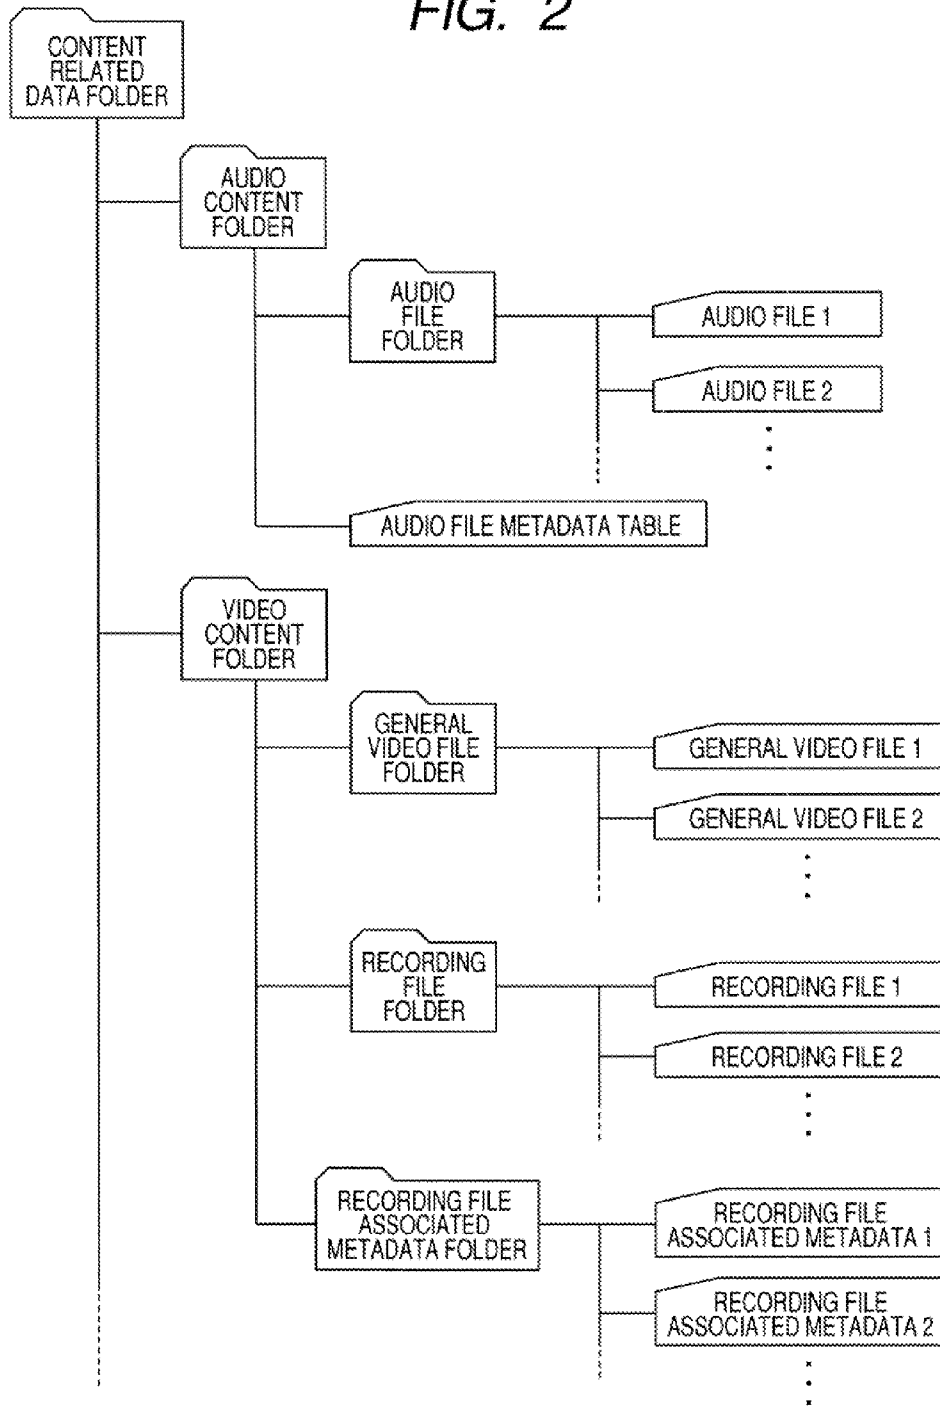 FIG. 2
CONTENT
RELATED
DATA FOLDER
AUDIO
CONTENT
FOLDER
AUDIO
FILE
FOLDER
AUDIO FILE 1
AUDIO FILE 2
AUDIO FILE METADATA TABLE
VIDEO
CONTENT
FOLDER
GENERAL
VIDEO FILE
FOLDER
GENERAL VIDEO FILE 1
GENERAL VIDEO FILE 2
RECORDING
FILE
FOLDER
RECORDING FILE 1
RECORDING FILE 2
RECORDING FILE
ASSOCIATED
METADATA FOLDER
RECORDING FILE
ASSOCIATED METADATA 1
RECORDING FILE
ASSOCIATED METADATA 2